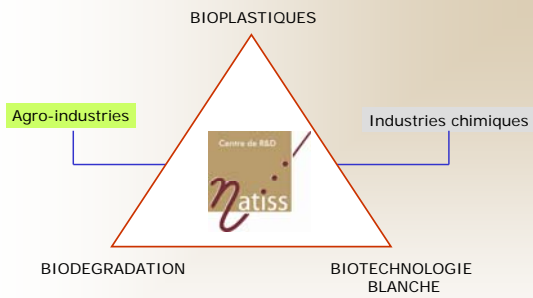 BIOPLASTIQUES
Agro-industries
Industries chimiques
Centre de R&D
natiss
BIODEGRADATION
BIOTECHNOLOGIE
BLANCHE